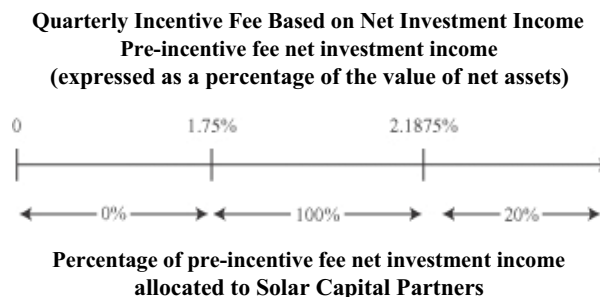 Quarterly Incentive Fee Based on Net Investment Income
Pre-incentive fee net investment income
(expressed as a percentage of the value of net assets)
0 1.75% 2.1875%
0% 100% 20%
Percentage of pre-incentive fee net investment income
allocated to Solar Capital Partners